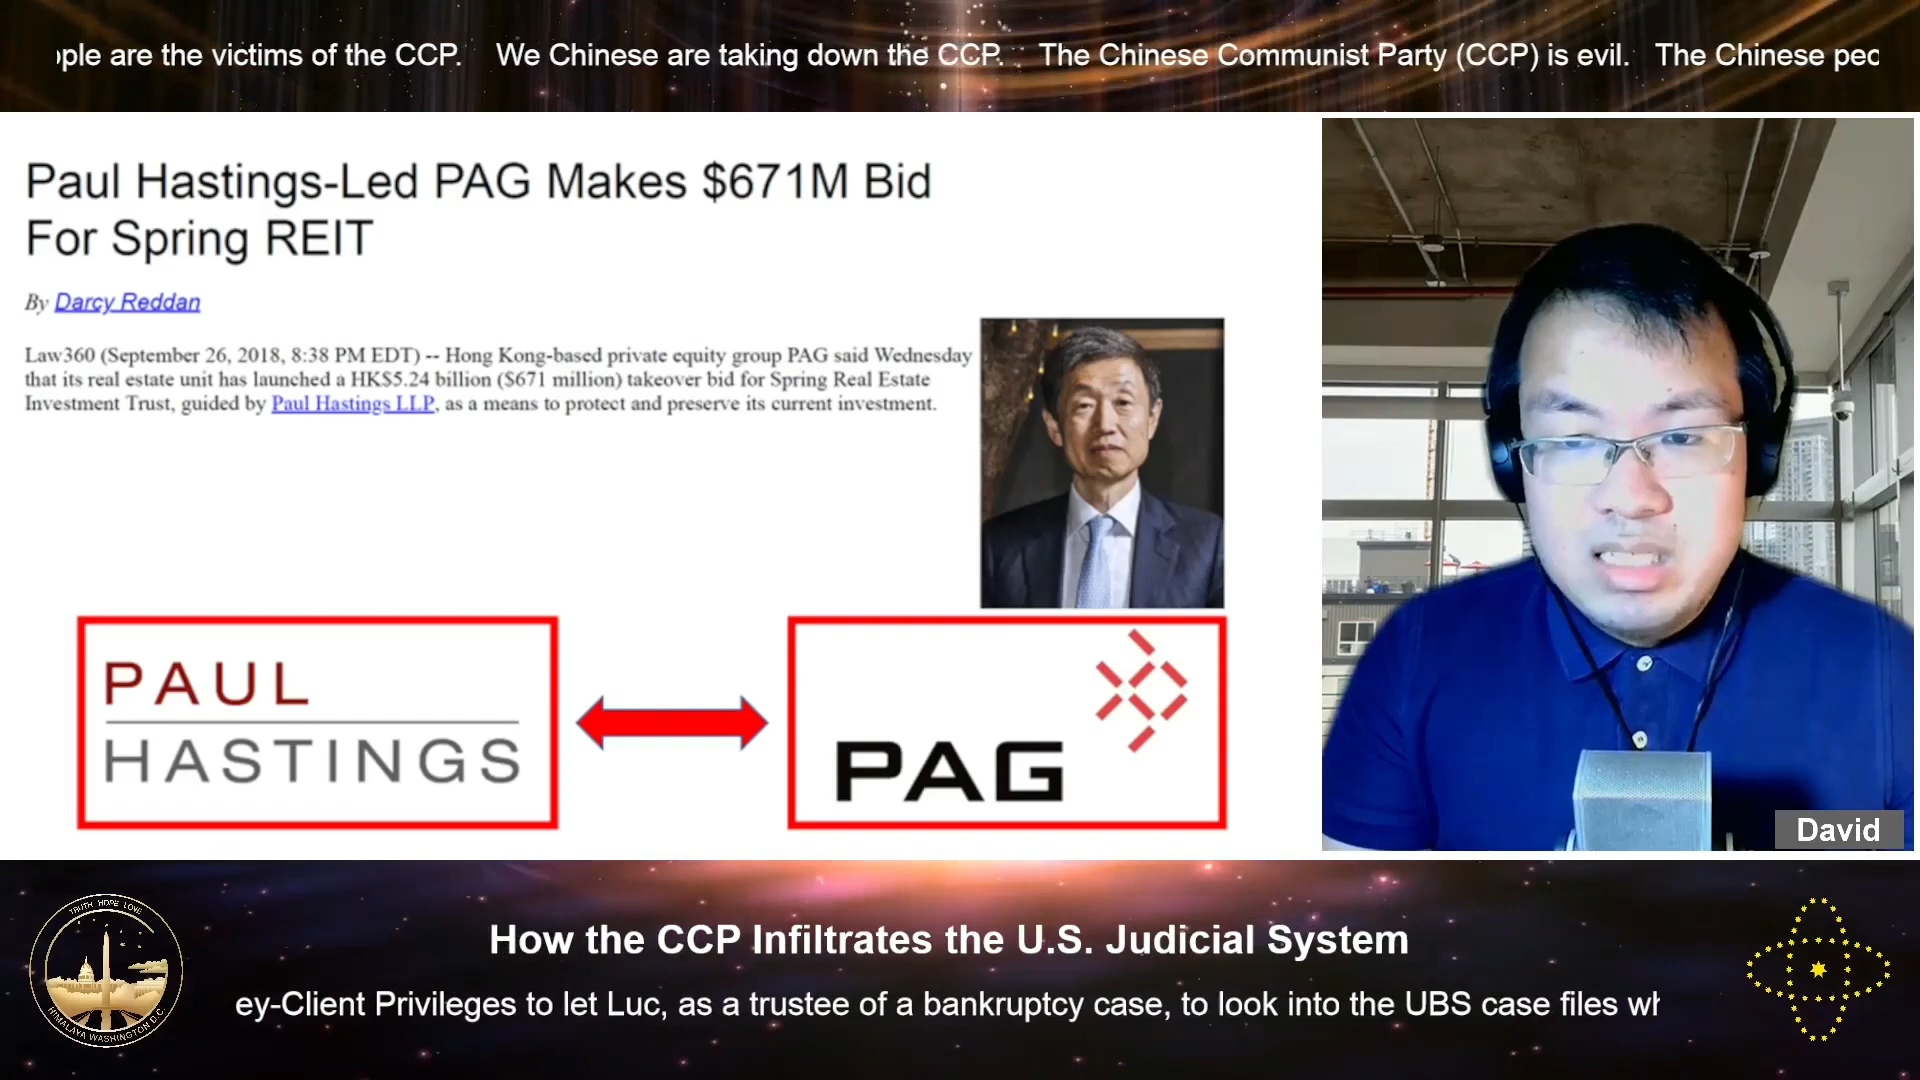 ople are the victims of the CCP. We Chinese are taking down the CCP. The Chinese Communist Party (CCP) is evil. The Chinese peo
Paul Hastings-Led PAG Makes $671M Bid
For Spring REIT
By Darcy Reddan
Law360 (September 26, 2018, 8:38 PM EDT) -- Hong Kong-based private equity group PAG said Wednesday
that its real estate unit has launched a HK$5.24 billion ($671 million) takeover bid for Spring Real Estate
Investment Trust, guided by Paul Hastings LLP, as a means to protect and preserve its current investment.
PAUL
HASTINGS
PAG
David
TRUTH HOPE LOVE
HIMALAYA WASHINGTON D.C.
How the CCP Infiltrates the U.S. Judicial System
ey-Client Privileges to let Luc, as a trustee of a bankruptcy case, to look into the UBS case files wh